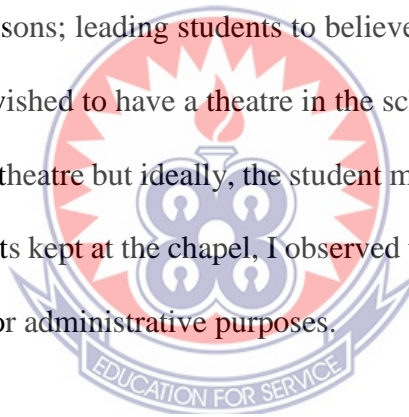 sons; leading students to believe
vished to have a theatre in the sc
theatre but ideally, the student m
ts kept at the chapel, I observed
or administrative purposes.
EDUCATION FOR SERVICE